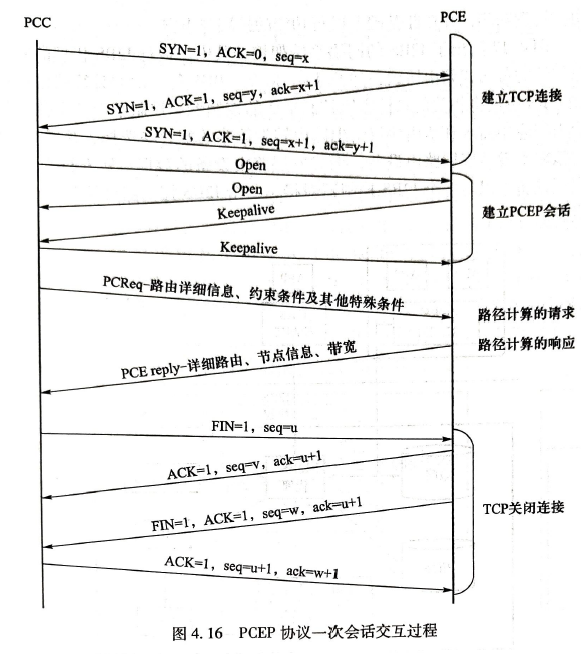 PCC
PCE
SYN=1, ACK=0, seq=x
SYN=1, ACK=1, seq=y, ack=x+1
建立TCP连接
SYN=1, ACK=1, seq=x+1, ack=y+1
Open
Open
Keepalive
建立PCEP会话
Keepalive
PCReq-路由详细信息、约束条件及其他特殊条件
路径计算的请求
路径计算的响应
PCE reply-详细路由、节点信息、带宽
FIN=1, seq=u
ACK=1, seq=v, ack=u+1
FIN=1, ACK=1, seq=w, ack=u+1
TCP关闭连接
ACK=1, seq=u+1, ack=w+1
图 4.16 PCEP 协议一次会话交互过程